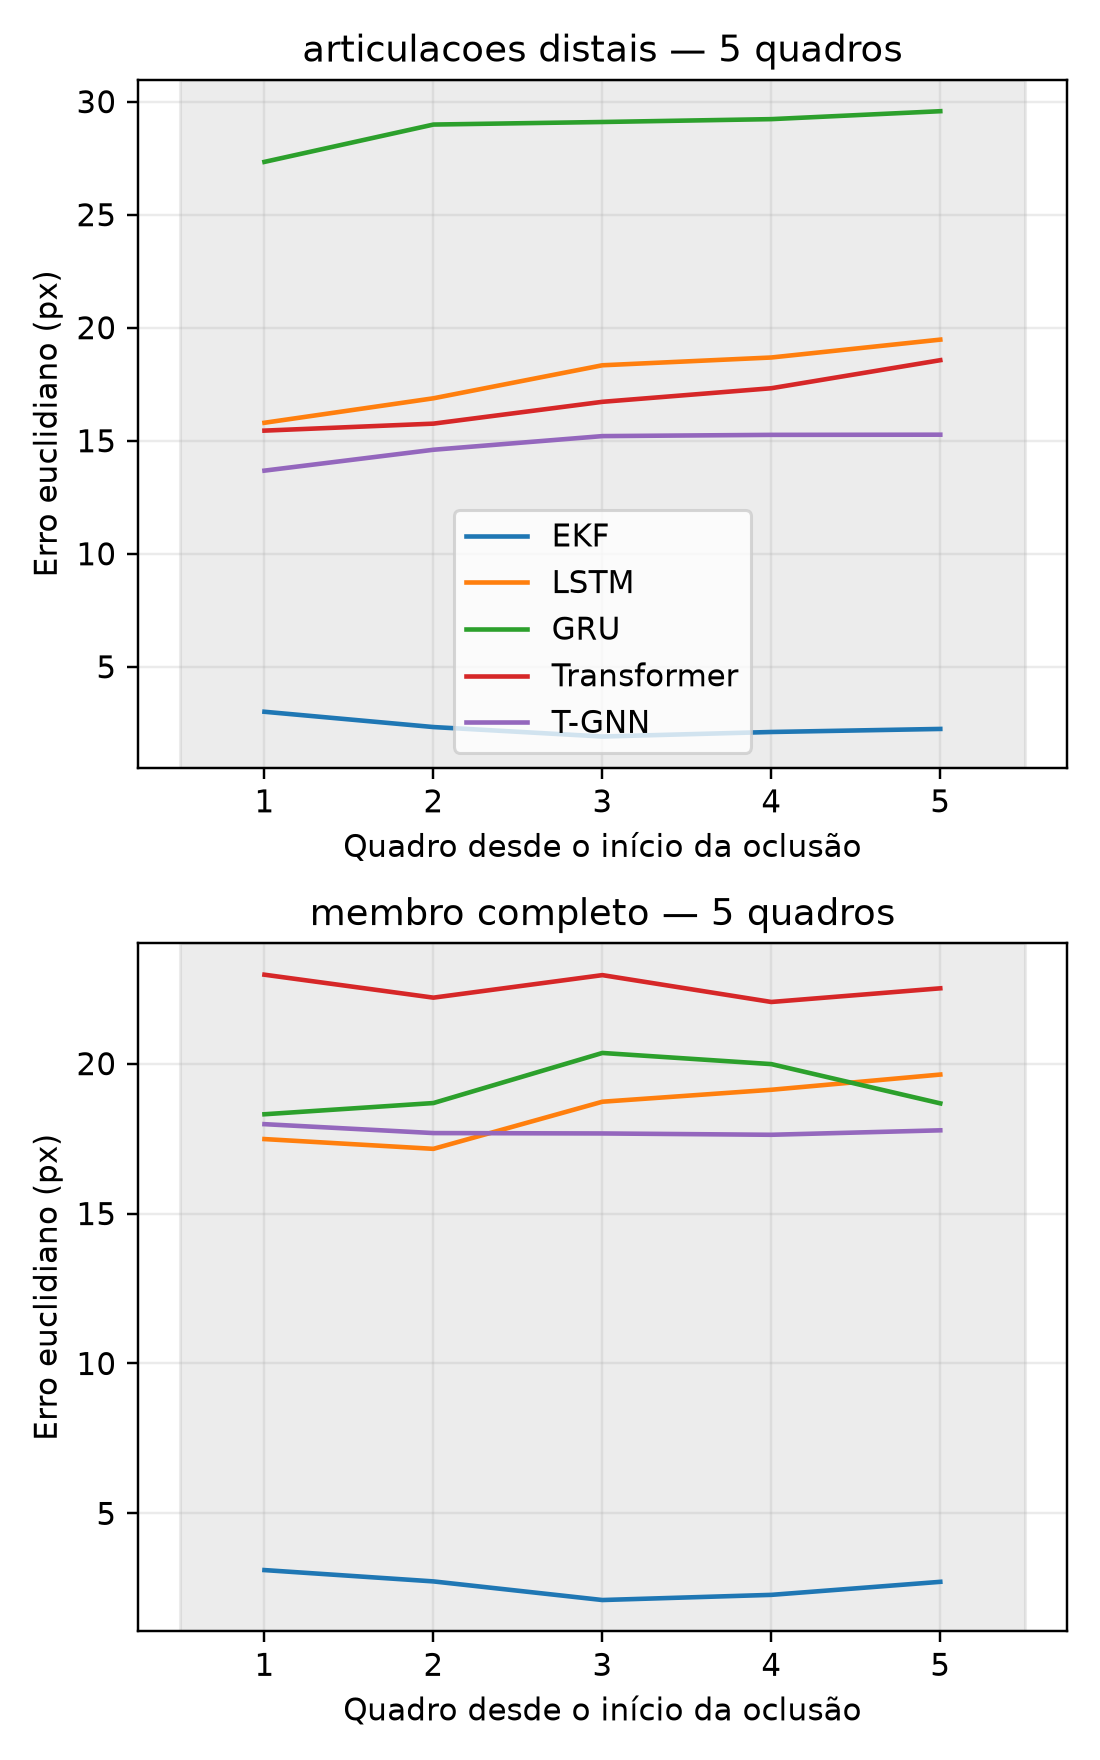 articulacoes distais — 5 quadros
30
25
20
15
10
5
Erro euclidiano (px)
EKF
LSTM
GRU
Transformer
T-GNN
1 2 3 4 5
Quadro desde o início da oclusão
membro completo — 5 quadros
20
15
10
5
Erro euclidiano (px)
1 2 3 4 5
Quadro desde o início da oclusão